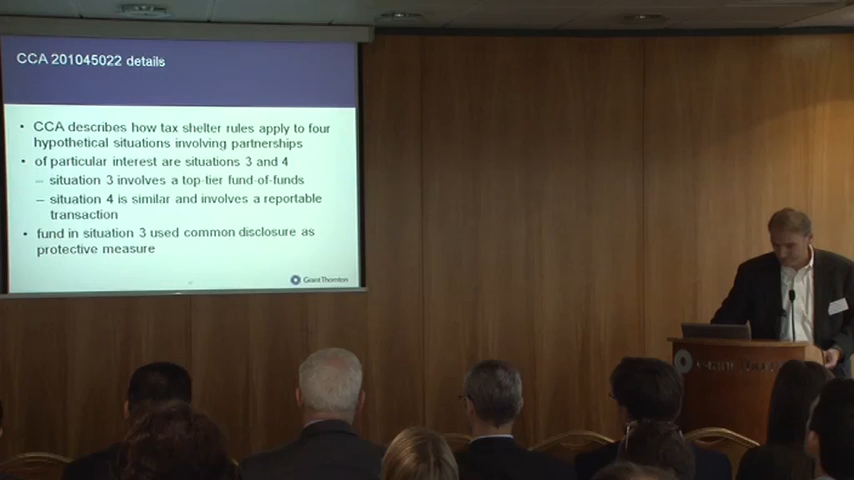 CCA 201045022 details
• CCA describes how tax shelter rules apply to four
hypothetical situations involving partnerships
• of particular interest are situations 3 and 4
– situation 3 involves a top-tier fund-of-funds
– situation 4 is similar and involves a reportable
transaction
• fund in situation 3 used common disclosure as
protective measure
Grant Thornton